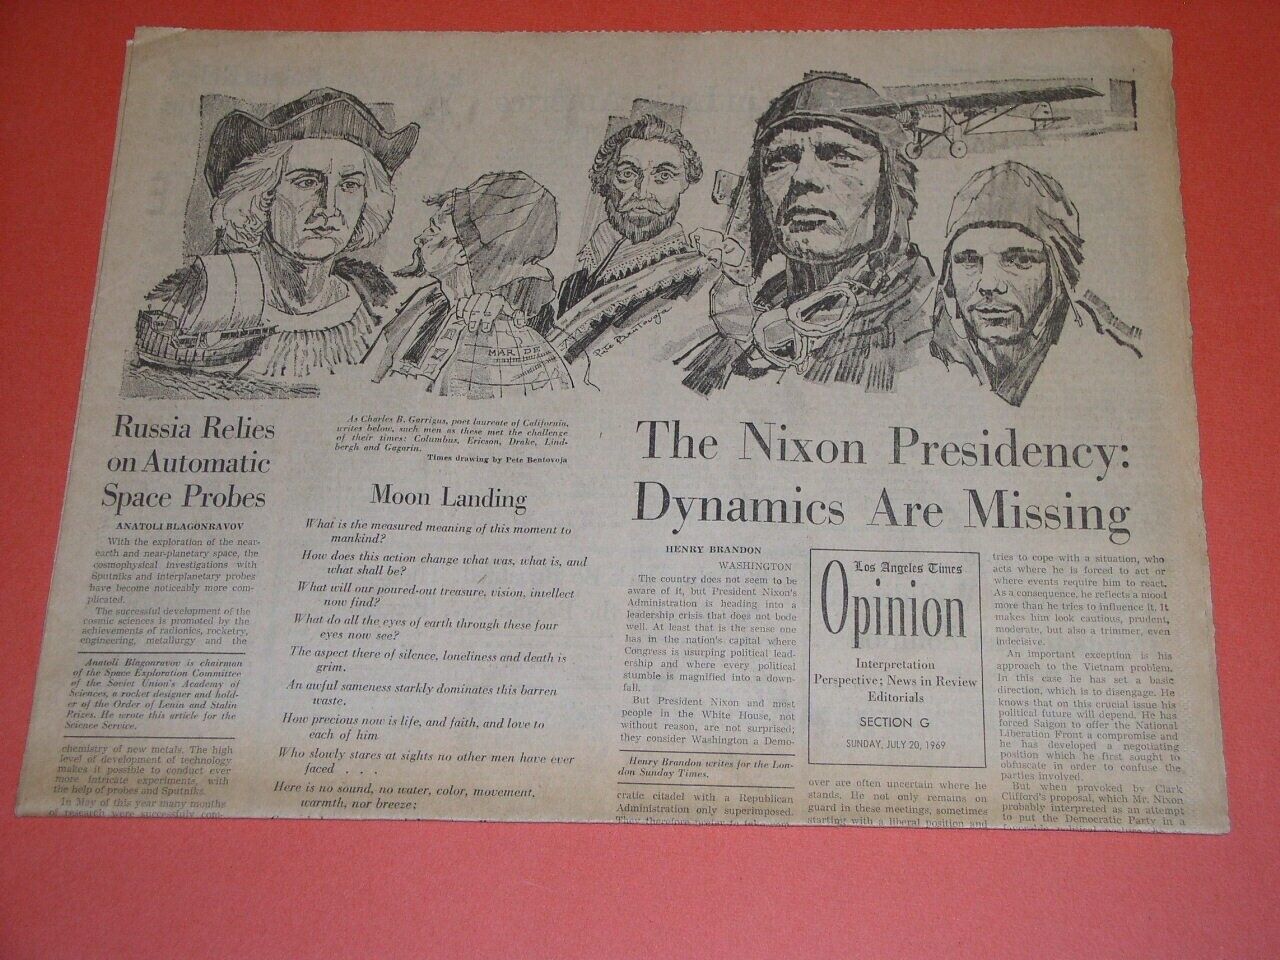 MAR DE
Pete Bentovoja
Russia Relies
on Automatic
Space Probes
ANATOLI BLAGONRAVOV
With the exploration of the near-
earth and near-planetary space, the
cosmophysical investigations with
Sputniks and interplanetary probes
have become noticeably more com-
plicated.
The successful development of the
cosmic sciences is promoted by the
achievements of radionics, rocketry,
engineering, metallurgy and the
Anatoli Blagonravov is chairman
of the Space Exploration Committee
of the Soviet Union's Academy of
Sciences, a rocket designer and hold-
er of the Order of Lenin and Stalin
Prizes. He wrote this article for the
Science Service.
chemistry of new metals. The high
level of development of technology
makes it possible to conduct ever
more intricate experiments, with
the help of probes and Sputniks.
In May of this year many months
of research were successfully
As Charles B. Garrigus, poet laureate of California,
writes below, such men as these met the challenge
of their times: Columbus, Ericson, Drake, Lind-
bergh and Gagarin.
Times drawing by Pete Bentovoja
Moon Landing
What is the measured meaning of this moment to
mankind?
How does this action change what was, what is, and
what shall be?
What will our poured-out treasure, vision, intellect
now find?
What do all the eyes of earth through these four
eyes now see?
The aspect there of silence, loneliness and death is
grim.
An awful sameness starkly dominates this barren
waste.
How precious now is life, and faith, and love to
each of him
Who slowly stares at sights no other men have ever
faced . . .
Here is no sound, no water, color, movement,
warmth, nor breeze;
The Nixon Presidency:
Dynamics Are Missing
HENRY BRANDON
WASHINGTON
The country does not seem to be
aware of it, but President Nixon's
Administration is heading into a
leadership crisis that does not bode
well. At least that is the sense one
has in the nation's capital where
Congress is usurping political lead-
ership and where every political
stumble is magnified into a down-
fall.
But President Nixon and most
people in the White House, not
without reason, are not surprised;
they consider Washington a Demo-
Henry Brandon writes for the Lon-
don Sunday Times.
cratic citadel with a Republican
Administration only superimposed.
They therefore
Los Angeles Times
Opinion
Interpretation
Perspective; News in Review
Editorials
SECTION G
SUNDAY, JULY 20, 1969
over are often uncertain where he
stands. He not only remains on
guard in these meetings, sometimes
starting with a liberal position and
tries to cope with a situation, who
acts where he is forced to act or
where events require him to react.
As a consequence, he reflects a mood
more than he tries to influence it. It
makes him look cautious, prudent,
moderate, but also a trimmer, even
indecisive.
An important exception is his
approach to the Vietnam problem.
In this case he has set a basic
direction, which is to disengage. He
knows that on this crucial issue his
political future will depend. He has
forced Saigon to offer the National
Liberation Front a compromise and
he has developed a negotiating
position which he first sought to
obfuscate in order to confuse the
parties involved.
But when provoked by Clark
Clifford's proposal, which Mr. Nixon
probably interpreted as an attempt
to put the Democratic Party in a